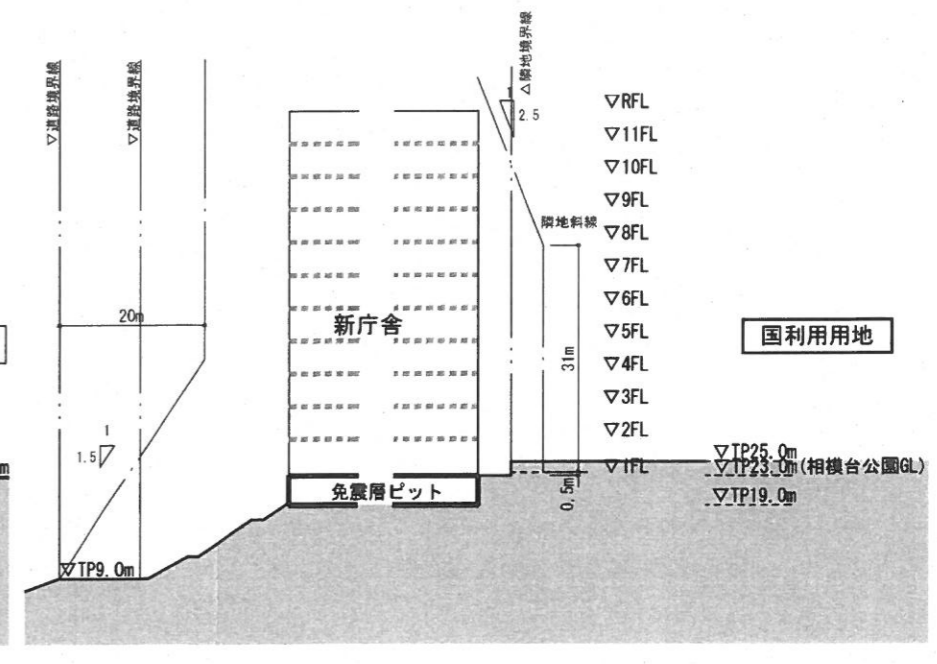 ▽道路境界線
▽道路境界線
△隣地境界線
1
2.5
▽RFL
▽11FL
▽10FL
▽9FL
隣地斜線
▽8FL
▽7FL
▽6FL
20m
新庁舎
▽5FL
国利用用地
31m
▽4FL
▽3FL
▽2FL
1
1.5
▽TP25.0m
m
▽1FL
▽TP23.0m(相模台公園GL)
免震層ピット
0.5m
▽TP19.0m
▽TP9.0m